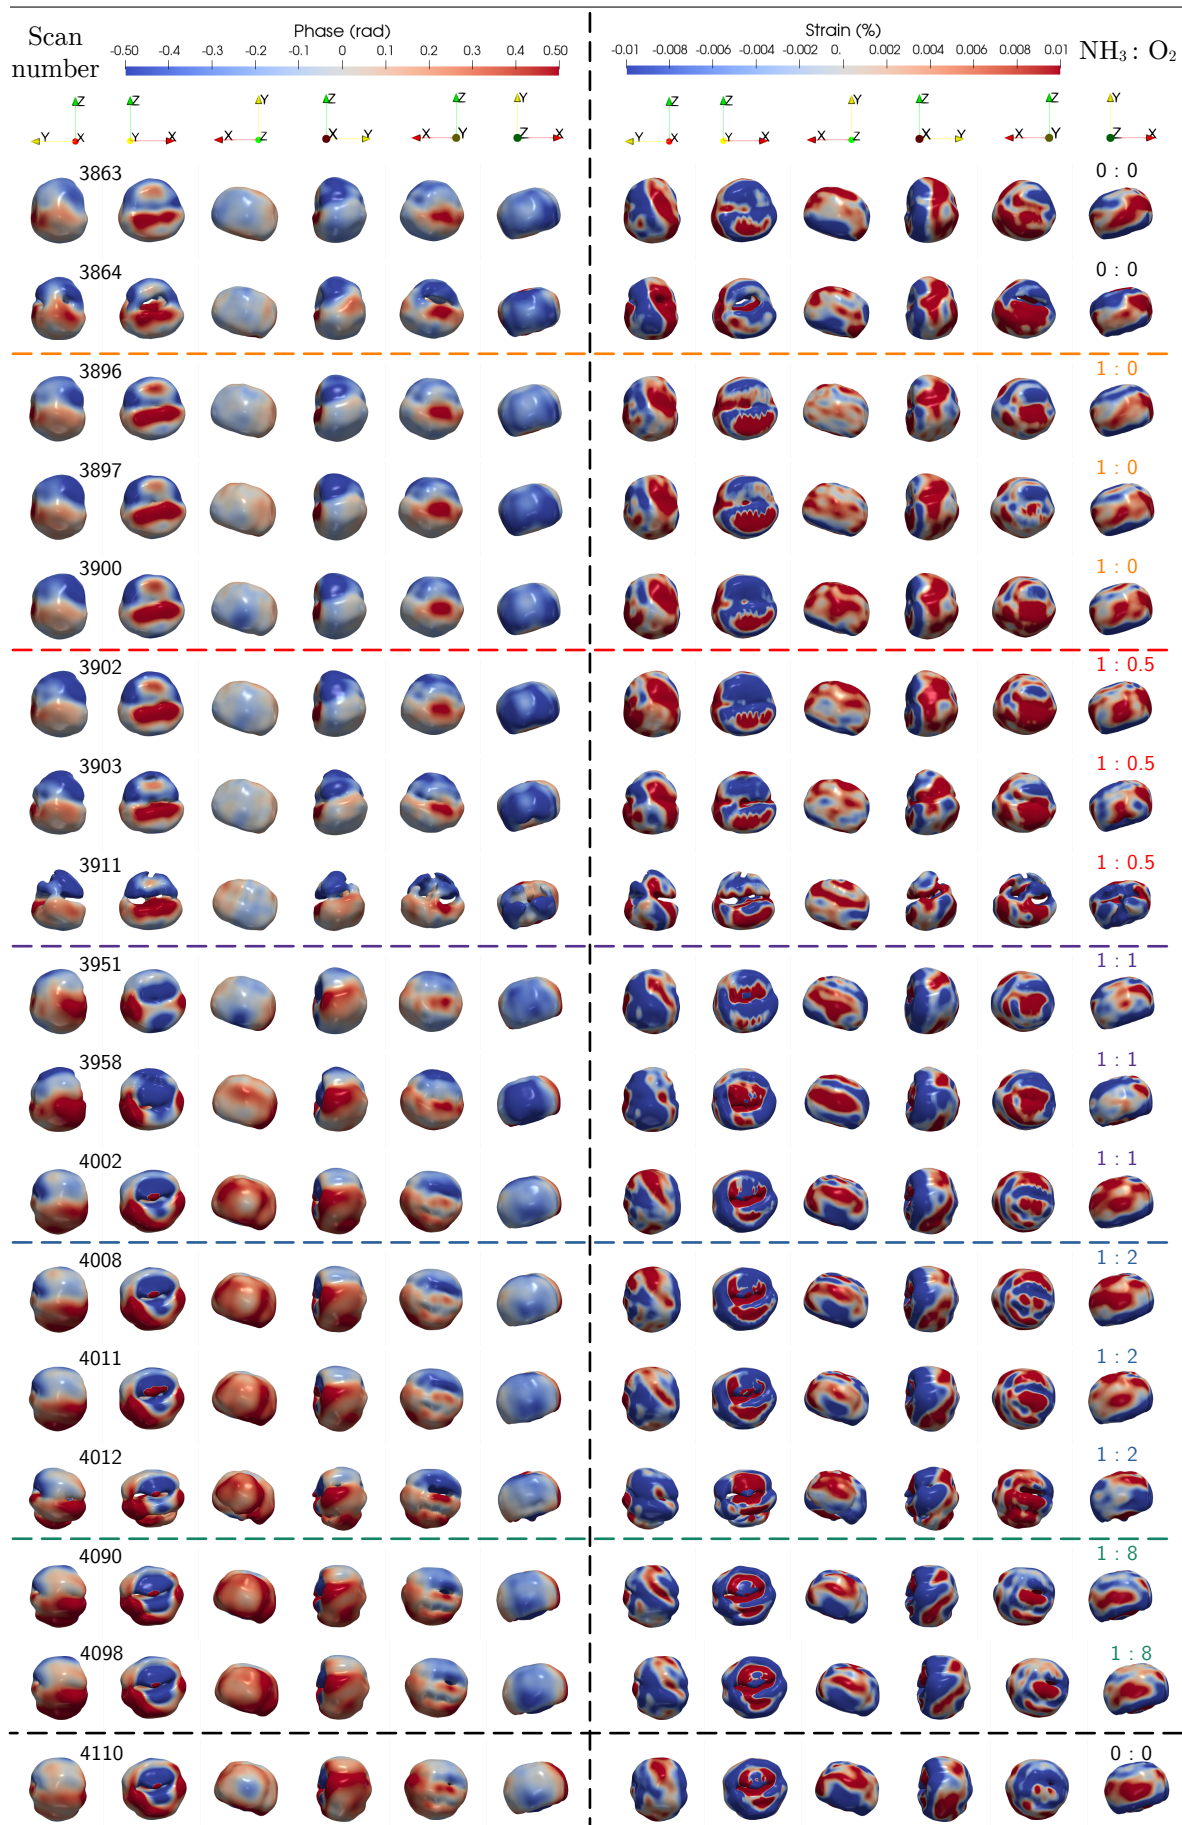 Scan number
Phase (rad)
-0.50 -0.4 -0.3 -0.2 -0.1 0 0.1 0.2 0.3 0.4 0.50
Strain (%)
-0.01 -0.008 -0.006 -0.004 -0.002 0. 0.002 0.004 0.006 0.008 0.01
NH₃: O₂
Z Y X Z Y X Y X Z Z X Y Z X Y Y Z X
Z Y X Z Y X Y X Z Z X Y Z X Y Y Z X
3863 0 : 0
3864 0 : 0
3896 1 : 0
3897 1 : 0
3900 1 : 0
3902 1 : 0.5
3903 1 : 0.5
3911 1 : 0.5
3951 1 : 1
3958 1 : 1
4002 1 : 1
4008 1 : 2
4011 1 : 2
4012 1 : 2
4090 1 : 8
4098 1 : 8
4110 0 : 0